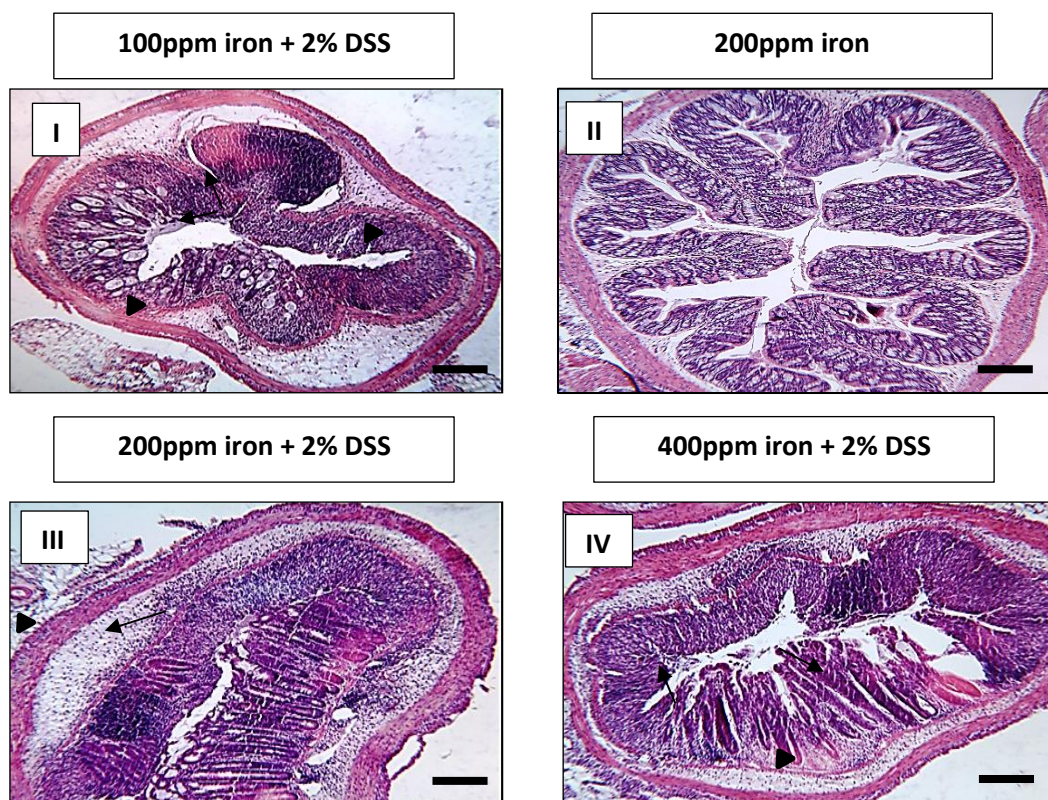 100ppm iron + 2% DSS
200ppm iron
I
II
200ppm iron + 2% DSS
400ppm iron + 2% DSS
III
IV